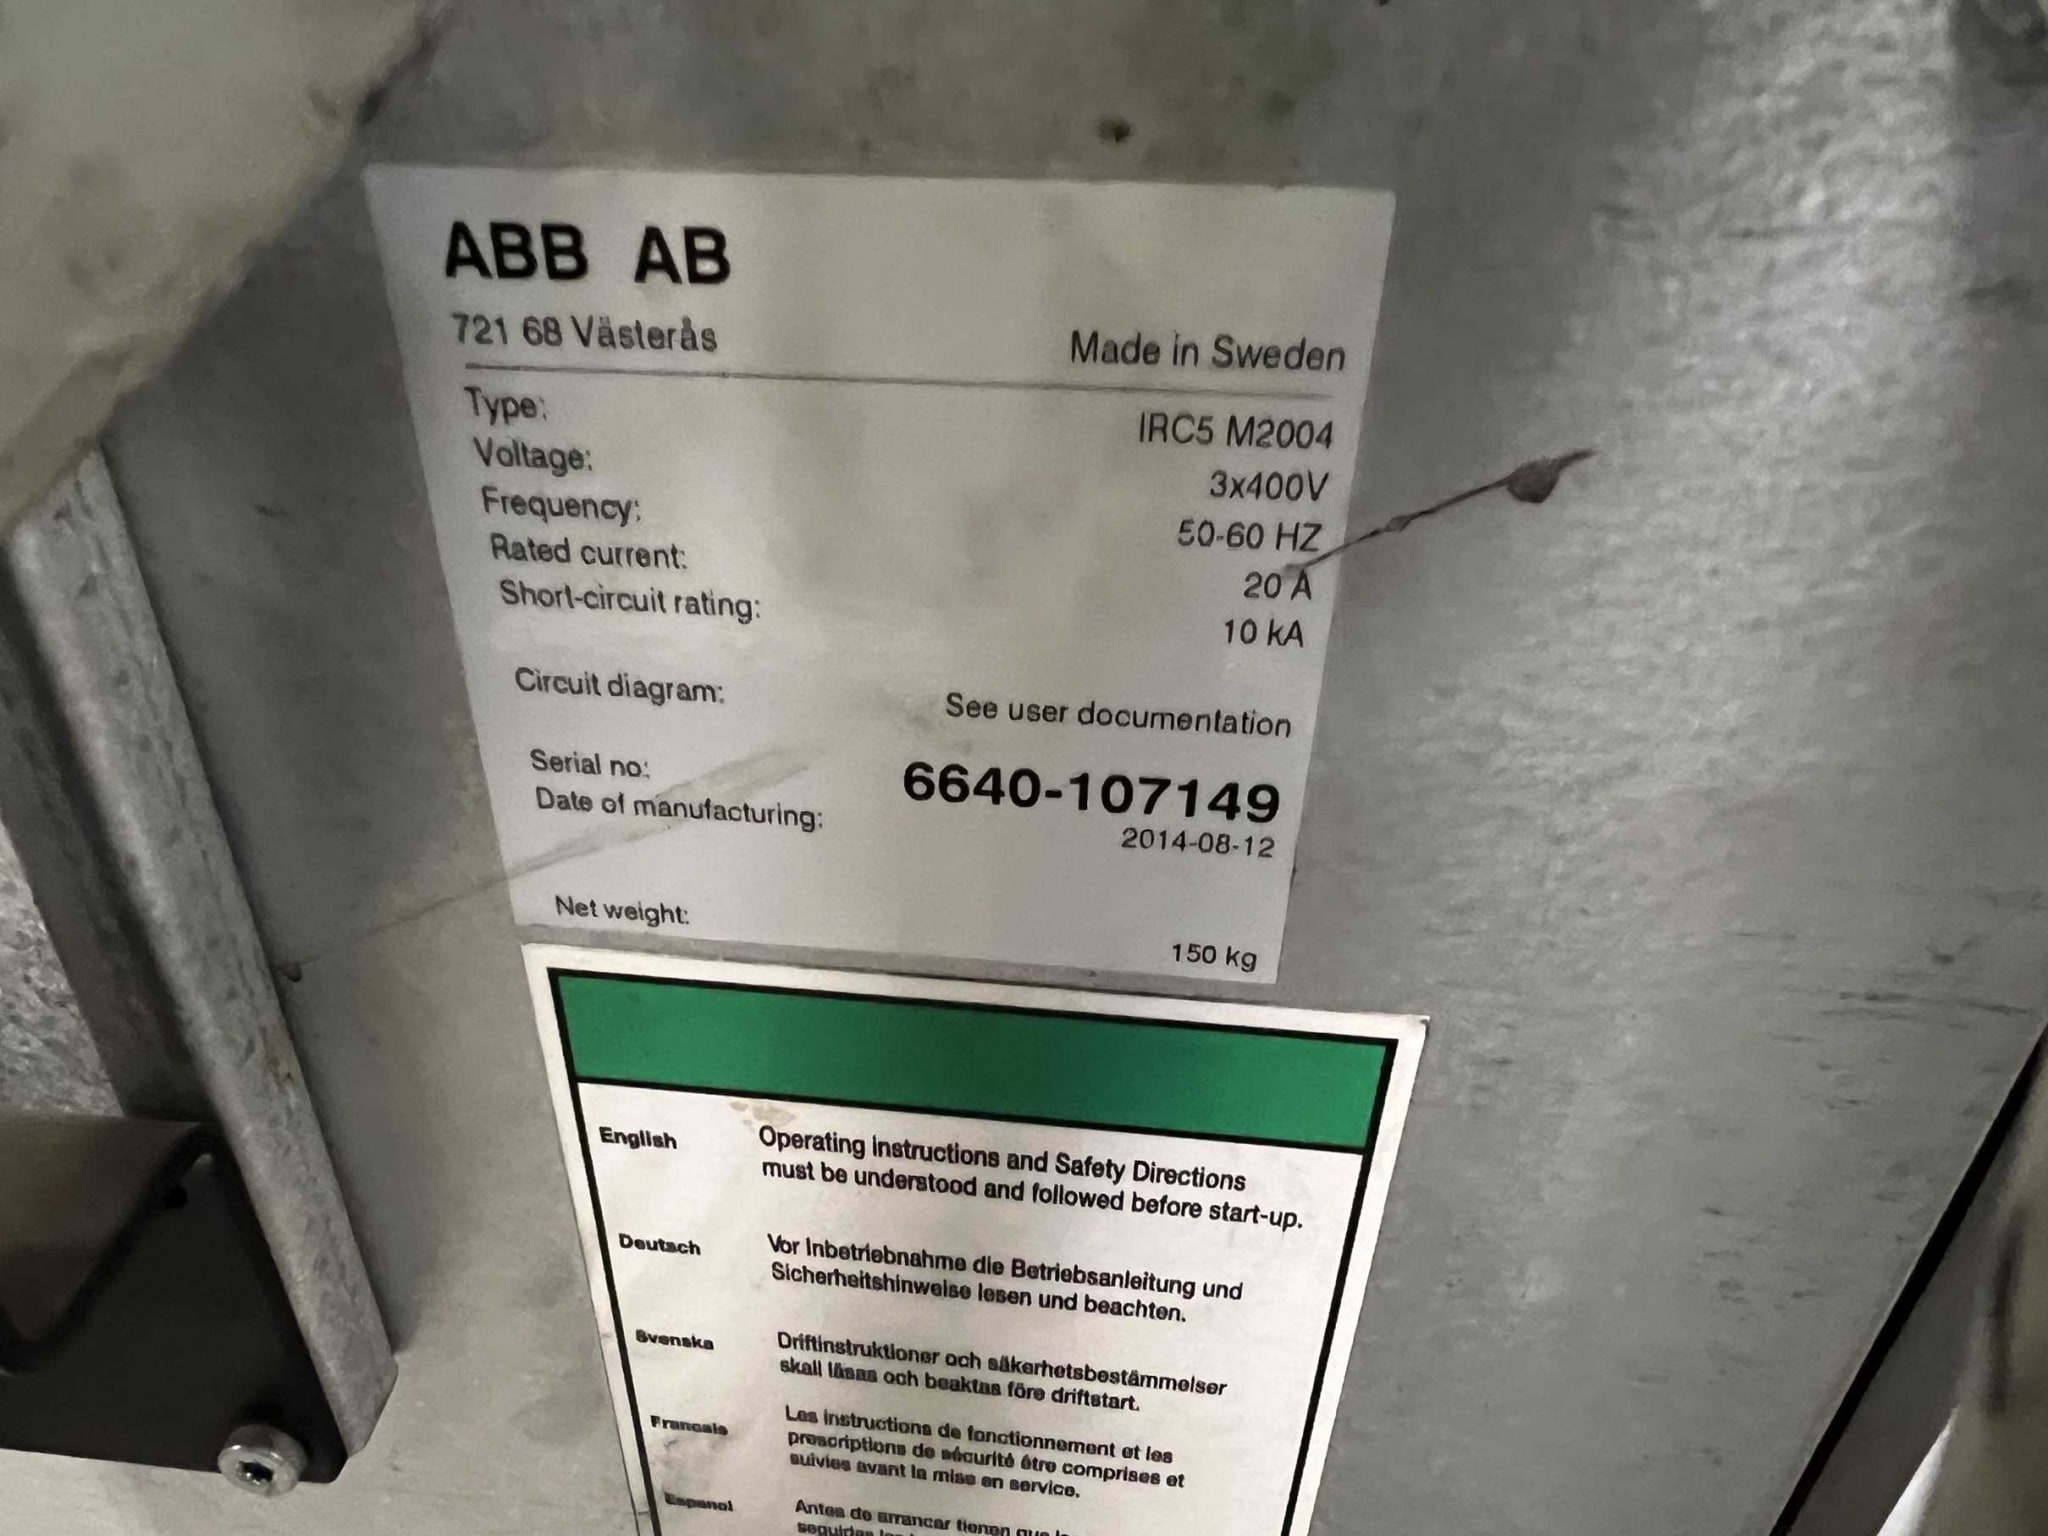 ABB AB
721 68 Västerås
Made in Sweden
Type: IRC5 M2004
Voltage: 3x400V
Frequency: 50-60 HZ
Rated current: 20 A
Short-circuit rating: 10 kA
Circuit diagram: See user documentation
Serial no: 6640-107149
Date of manufacturing: 2014-08-12
Net weight: 150 kg
English Operating instructions and Safety Directions
must be understood and followed before start-up.
Deutsch Vor Inbetriebnahme die Betriebsanleitung und
Sicherheitshinweise lesen und beachten.
Svenska Driftinstruktioner och säkerhetsbestämmelser
skall läsas och beaktas före driftstart.
Francais Les instructions de fonctionnement et les
prescriptions de sécurité être comprises et
suivies avant la mise en service.
Espanol Antes de arrancar tienen que